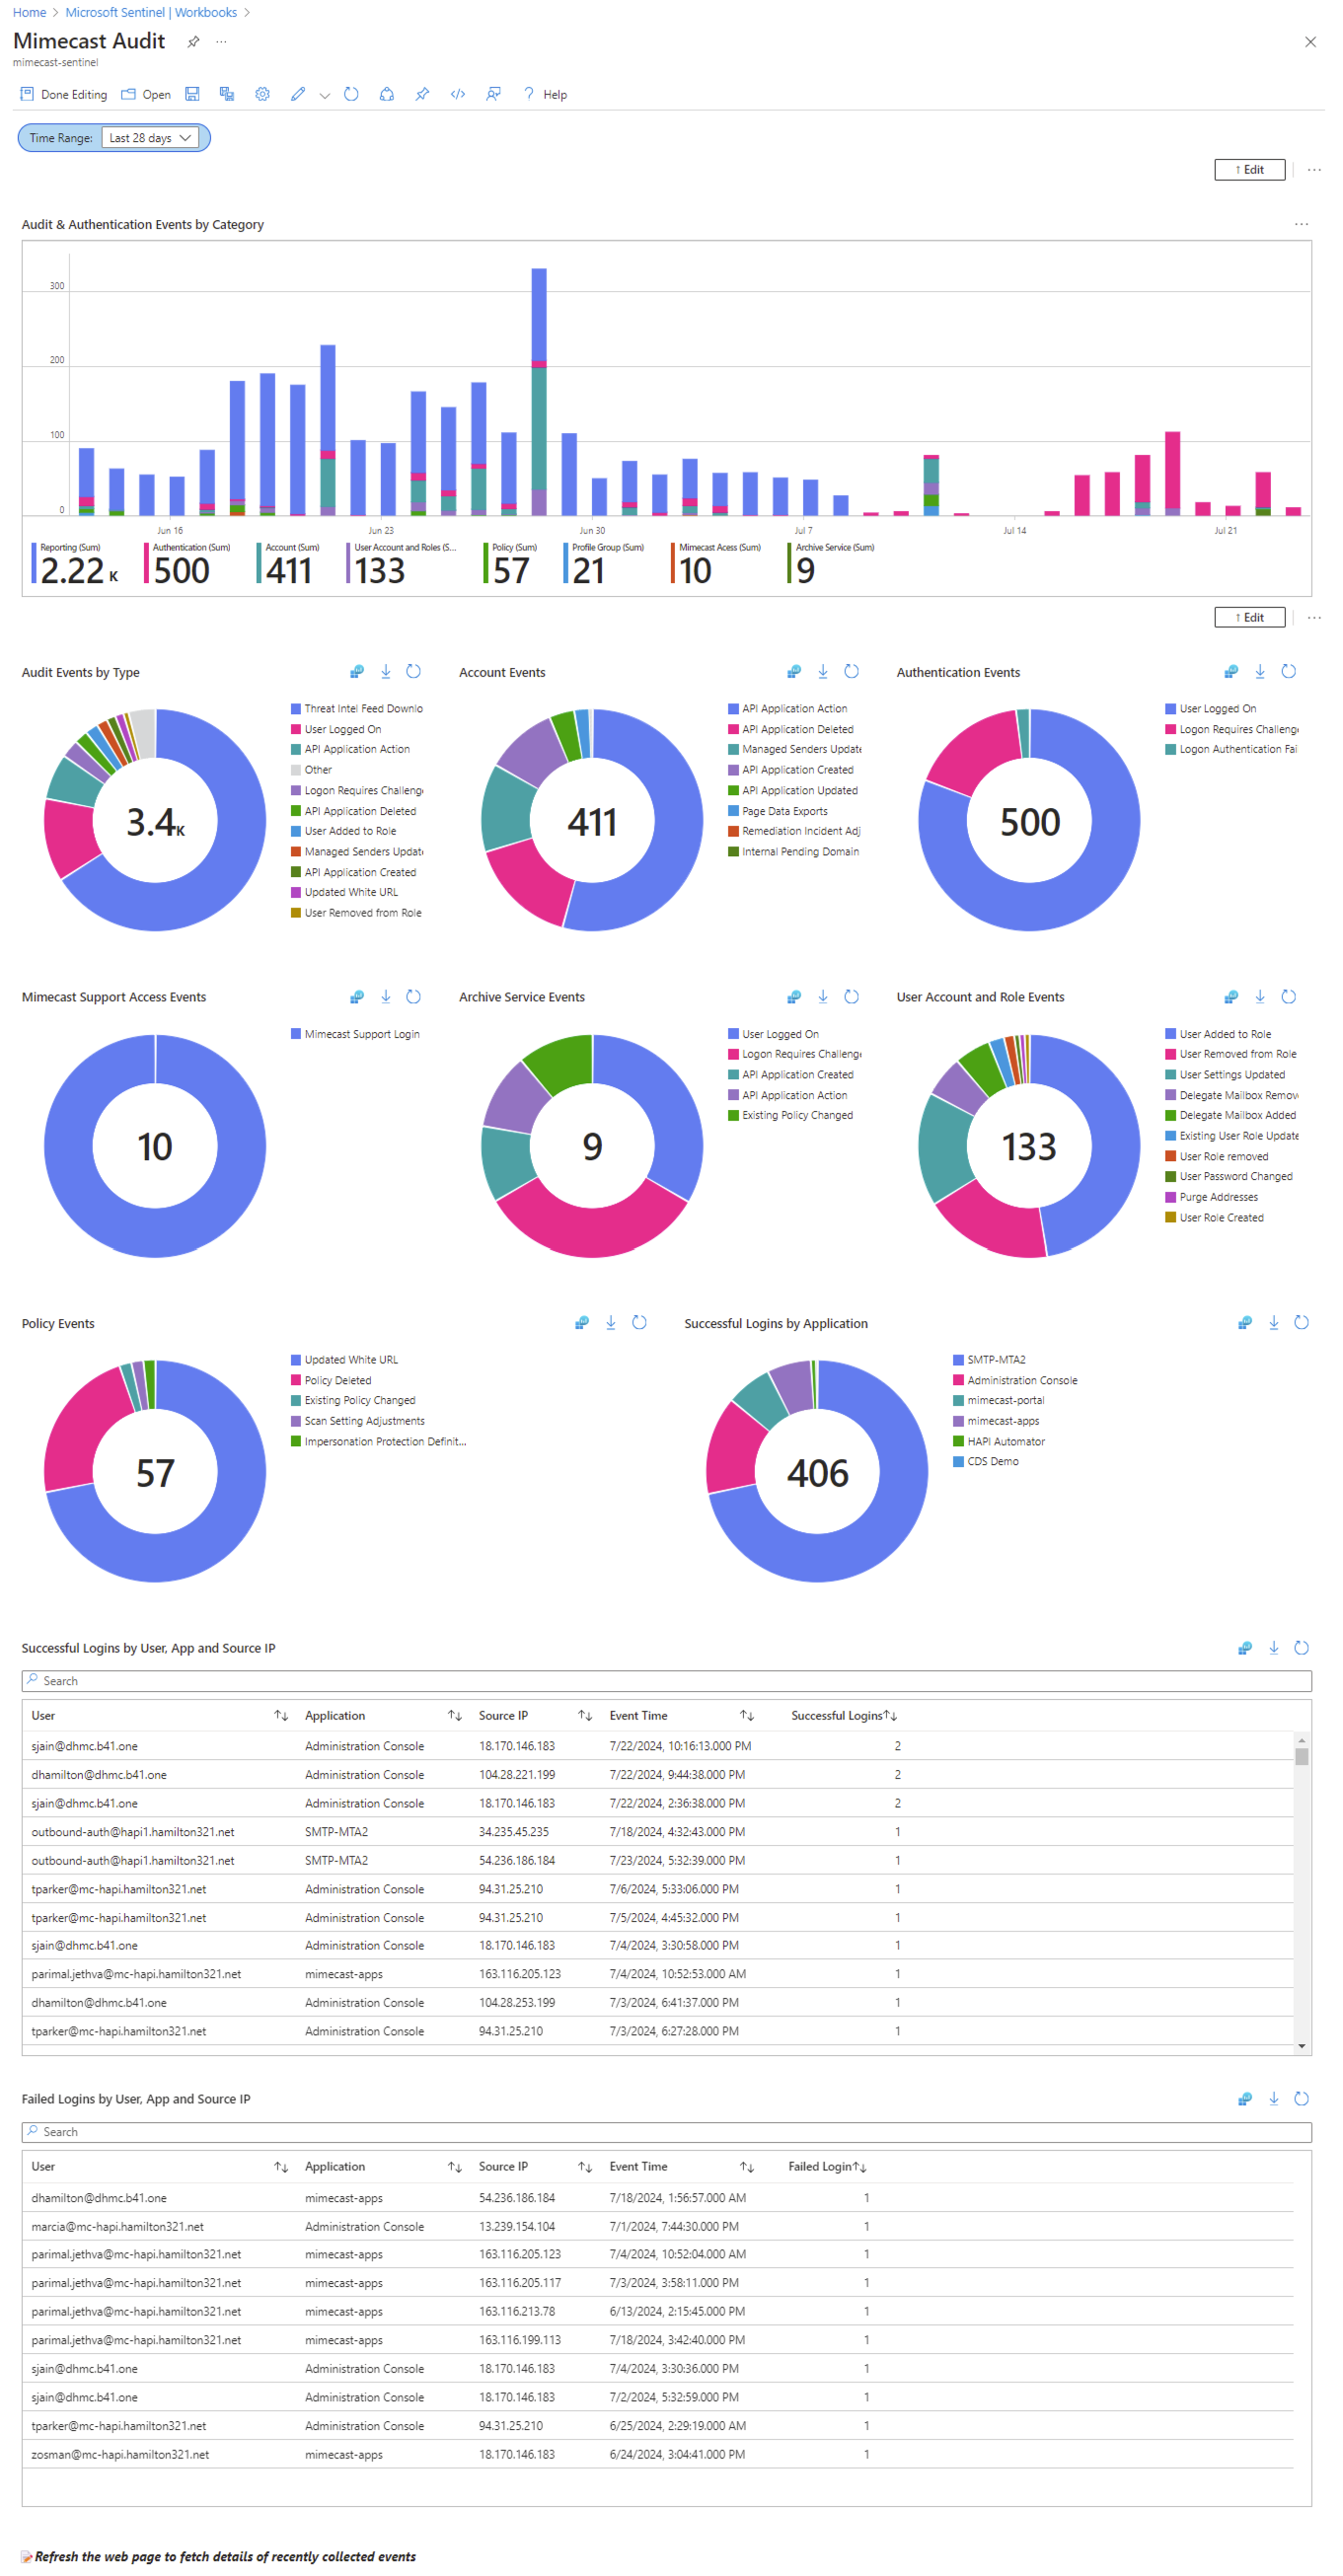 Home > Microsoft Sentinel | Workbooks >
Mimecast Audit ...
mimecast-sentinel
Done Editing Open ? Help
Time Range: Last 28 days
↑ Edit ...
Audit & Authentication Events by Category ...
300
200
100
0
Jun 16 Jun 23 Jun 30 Jul 7 Jul 14 Jul 21
Reporting (Sum) Authentication (Sum) Account (Sum) User Account and Roles (S... Policy (Sum) Profile Group (Sum) Mimecast Acess (Sum) Archive Service (Sum)
2.22 K 500 411 133 57 21 10 9
↑ Edit ...
Audit Events by Type
Threat Intel Feed Downlo
User Logged On
API Application Action
Other
Logon Requires Challeng
API Application Deleted
User Added to Role
Managed Senders Updat
API Application Created
Updated White URL
User Removed from Role
3.4K
Account Events
API Application Action
API Application Deleted
Managed Senders Update
API Application Created
API Application Updated
Page Data Exports
Remediation Incident Adj
Internal Pending Domain
411
Authentication Events
User Logged On
Logon Requires Challeng
Logon Authentication Fai
500
Mimecast Support Access Events
Mimecast Support Login
10
Archive Service Events
User Logged On
Logon Requires Challeng
API Application Created
API Application Action
Existing Policy Changed
9
User Account and Role Events
User Added to Role
User Removed from Role
User Settings Updated
Delegate Mailbox Remov
Delegate Mailbox Added
Existing User Role Update
User Role removed
User Password Changed
Purge Addresses
User Role Created
133
Policy Events
Updated White URL
Policy Deleted
Existing Policy Changed
Scan Setting Adjustments
Impersonation Protection Definit...
57
Successful Logins by Application
SMTP-MTA2
Administration Console
mimecast-portal
mimecast-apps
HAPI Automator
CDS Demo
406
Successful Logins by User, App and Source IP
Search
User ↑↓ Application ↑↓ Source IP ↑↓ Event Time ↑↓ Successful Logins↑↓
sjain@dhmc.b41.one Administration Console 18.170.146.183 7/22/2024, 10:16:13.000 PM 2
dhamilton@dhmc.b41.one Administration Console 104.28.221.199 7/22/2024, 9:44:38.000 PM 2
sjain@dhmc.b41.one Administration Console 18.170.146.183 7/22/2024, 2:36:38.000 PM 2
outbound-auth@hapi1.hamilton321.net SMTP-MTA2 34.235.45.235 7/18/2024, 4:32:43.000 PM 1
outbound-auth@hapi1.hamilton321.net SMTP-MTA2 54.236.186.184 7/23/2024, 5:32:39.000 PM 1
tparker@mc-hapi.hamilton321.net Administration Console 94.31.25.210 7/6/2024, 5:33:06.000 PM 1
tparker@mc-hapi.hamilton321.net Administration Console 94.31.25.210 7/5/2024, 4:45:32.000 PM 1
sjain@dhmc.b41.one Administration Console 18.170.146.183 7/4/2024, 3:30:58.000 PM 1
parimal.jethva@mc-hapi.hamilton321.net mimecast-apps 163.116.205.123 7/4/2024, 10:52:53.000 AM 1
dhamilton@dhmc.b41.one Administration Console 104.28.253.199 7/3/2024, 6:41:37.000 PM 1
tparker@mc-hapi.hamilton321.net Administration Console 94.31.25.210 7/3/2024, 6:27:28.000 PM 1
Failed Logins by User, App and Source IP
Search
User ↑↓ Application ↑↓ Source IP ↑↓ Event Time ↑↓ Failed Login↑↓
dhamilton@dhmc.b41.one mimecast-apps 54.236.186.184 7/18/2024, 1:56:57.000 AM 1
marcia@mc-hapi.hamilton321.net Administration Console 13.239.154.104 7/1/2024, 7:44:30.000 PM 1
parimal.jethva@mc-hapi.hamilton321.net mimecast-apps 163.116.205.123 7/4/2024, 10:52:04.000 AM 1
parimal.jethva@mc-hapi.hamilton321.net mimecast-apps 163.116.205.117 7/3/2024, 3:58:11.000 PM 1
parimal.jethva@mc-hapi.hamilton321.net mimecast-apps 163.116.213.78 6/13/2024, 2:15:45.000 PM 1
parimal.jethva@mc-hapi.hamilton321.net mimecast-apps 163.116.199.113 7/18/2024, 3:42:40.000 PM 1
sjain@dhmc.b41.one Administration Console 18.170.146.183 7/4/2024, 3:30:36.000 PM 1
sjain@dhmc.b41.one Administration Console 18.170.146.183 7/2/2024, 5:32:59.000 PM 1
tparker@mc-hapi.hamilton321.net Administration Console 94.31.25.210 6/25/2024, 2:29:19.000 AM 1
zosman@mc-hapi.hamilton321.net mimecast-apps 18.170.146.183 6/24/2024, 3:04:41.000 PM 1
Refresh the web page to fetch details of recently collected events